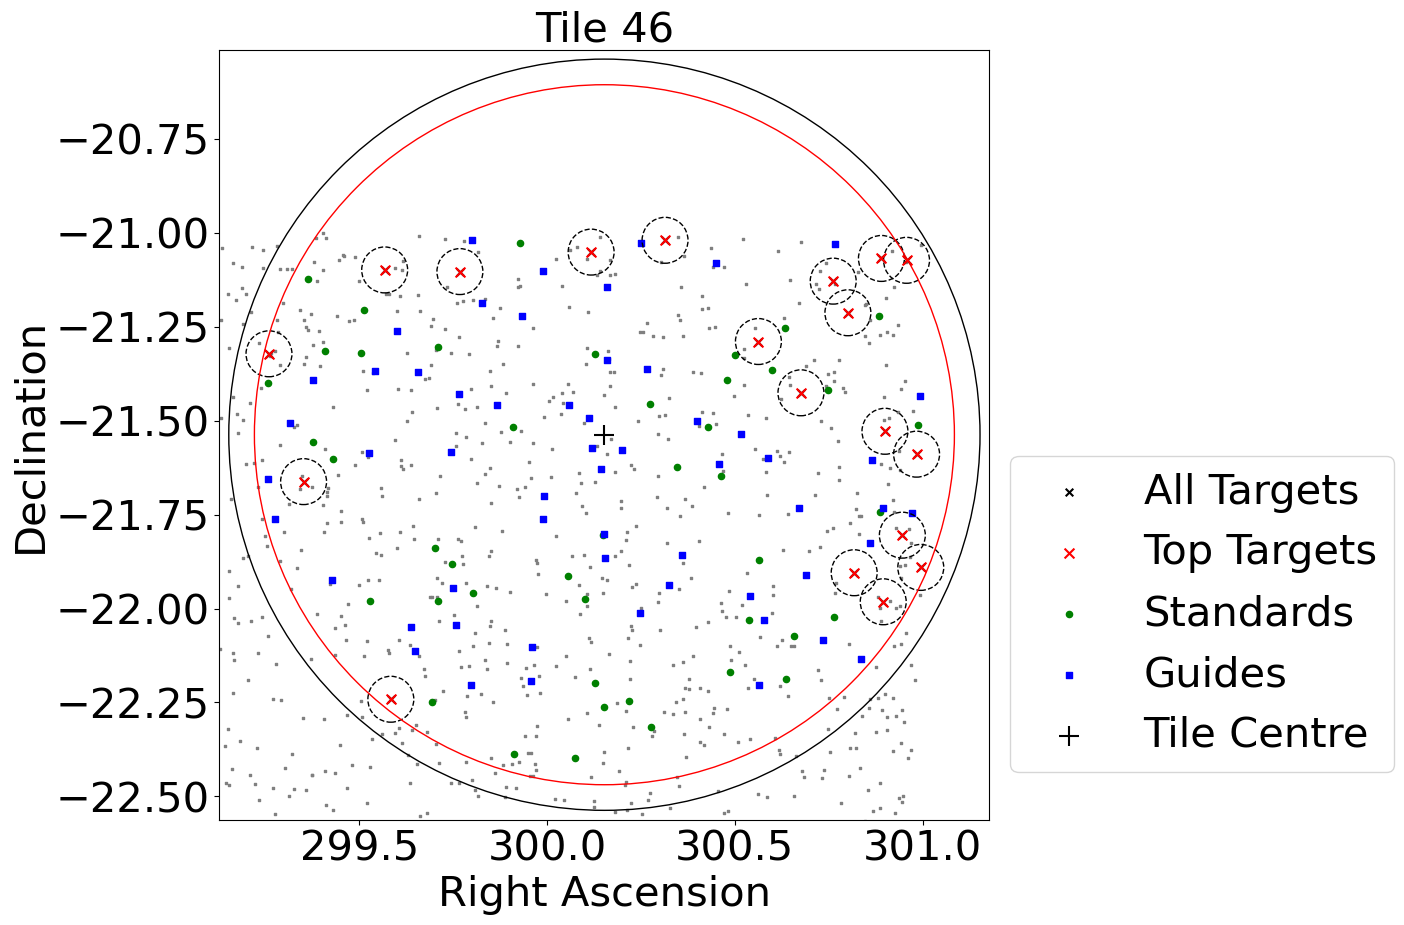 Tile 46
−20.75
−21.00
−21.25
−21.50
−21.75
−22.00
−22.25
−22.50
Declination
299.5 300.0 300.5 301.0
Right Ascension
All Targets
Top Targets
Standards
Guides
Tile Centre